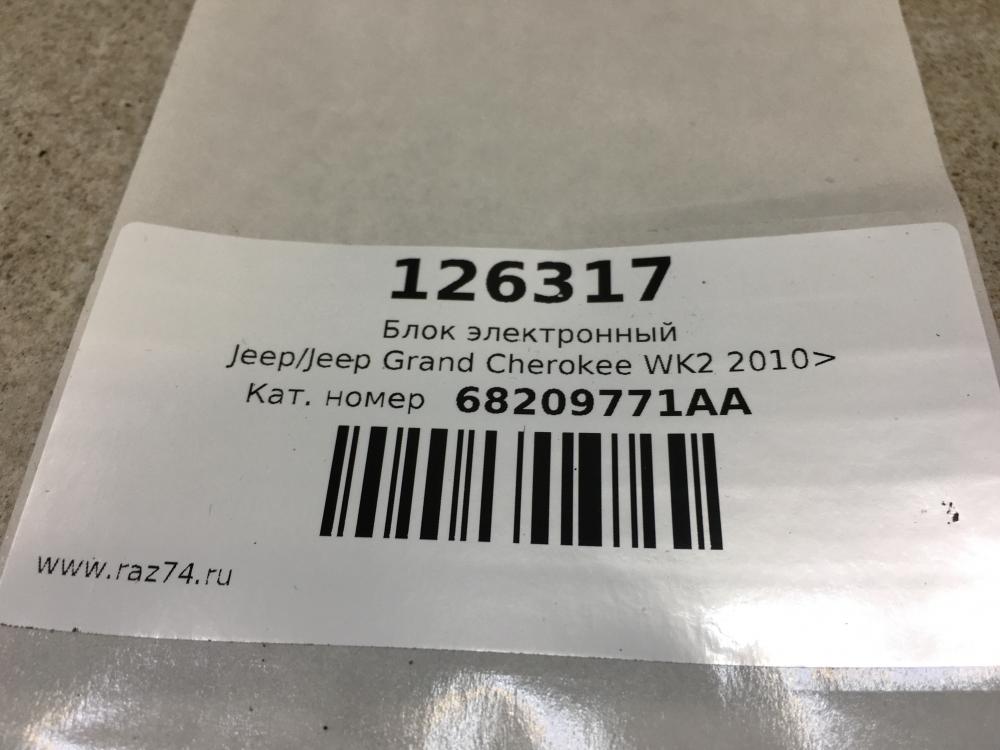 126317
Блок электронный
Jeep/Jeep Grand Cherokee WK2 2010>
Кат. номер 68209771AA
www.raz74.ru